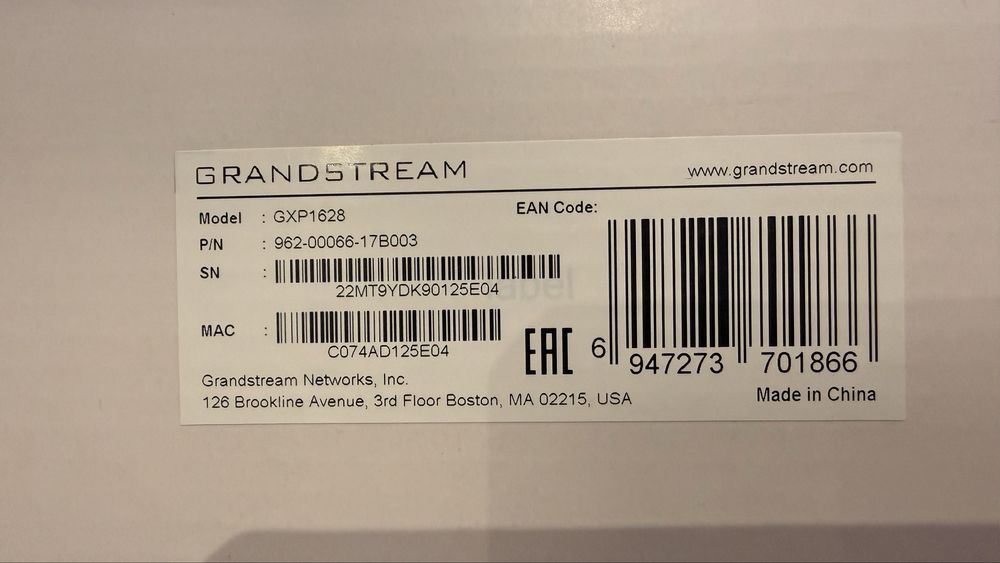 GRANDSTREAM
www.grandstream.com
Model : GXP1628
EAN Code:
P/N : 962-00066-17B003
SN :
22MT9YDK90125E04
MAC :
C074AD125E04
EAC
6 947273 701866
Grandstream Networks, Inc.
126 Brookline Avenue, 3rd Floor Boston, MA 02215, USA
Made in China